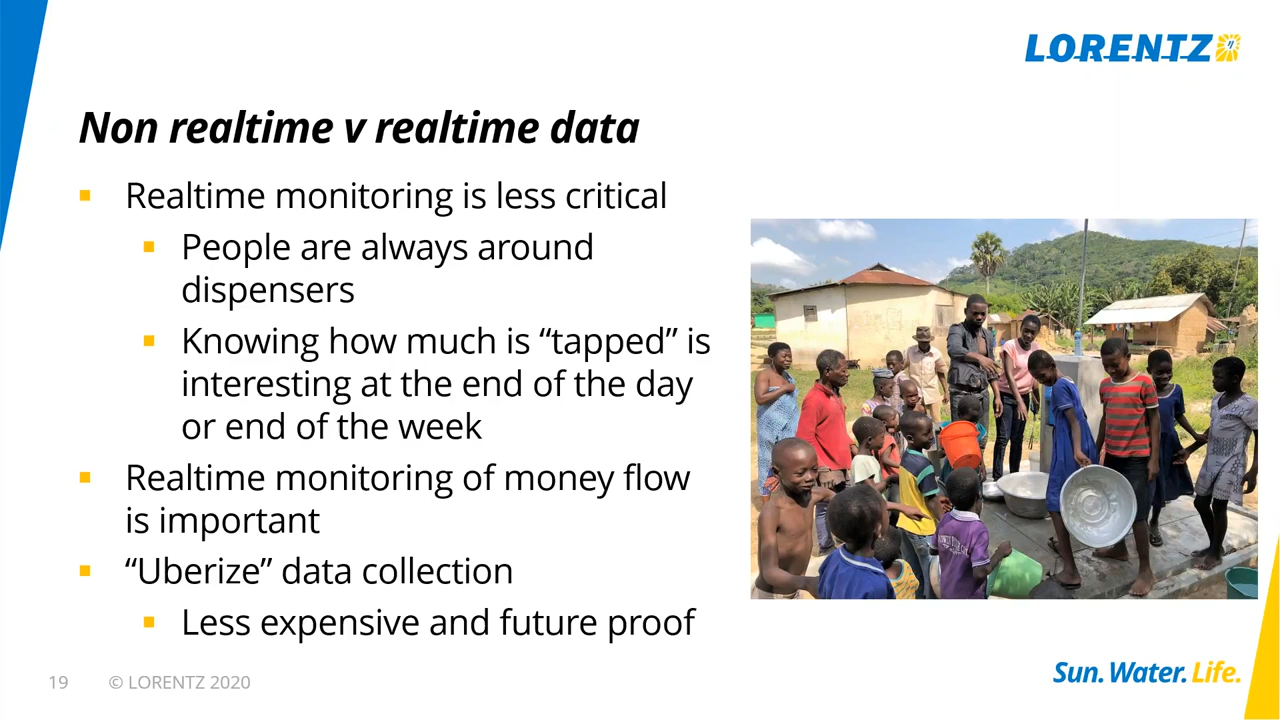 LORENTZ
Non realtime v realtime data
▪ Realtime monitoring is less critical
▪ People are always around
dispensers
▪ Knowing how much is “tapped” is
interesting at the end of the day
or end of the week
▪ Realtime monitoring of money flow
is important
▪ “Uberize” data collection
▪ Less expensive and future proof
19 © LORENTZ 2020
Sun. Water. Life.